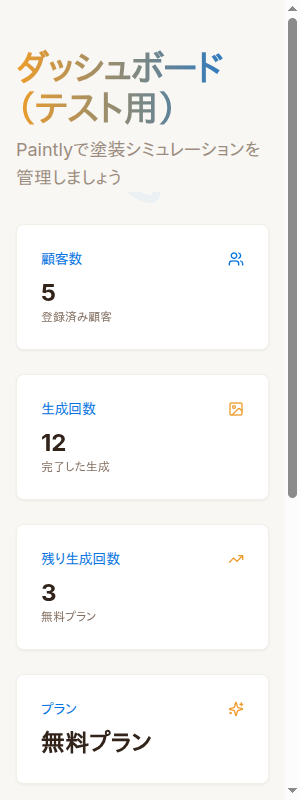 ダッシュボード
（テスト用）
Paintlyで塗装シミュレーションを
管理しましょう
顧客数
5
登録済み顧客
生成回数
12
完了した生成
残り生成回数
3
無料プラン
プラン
無料プラン